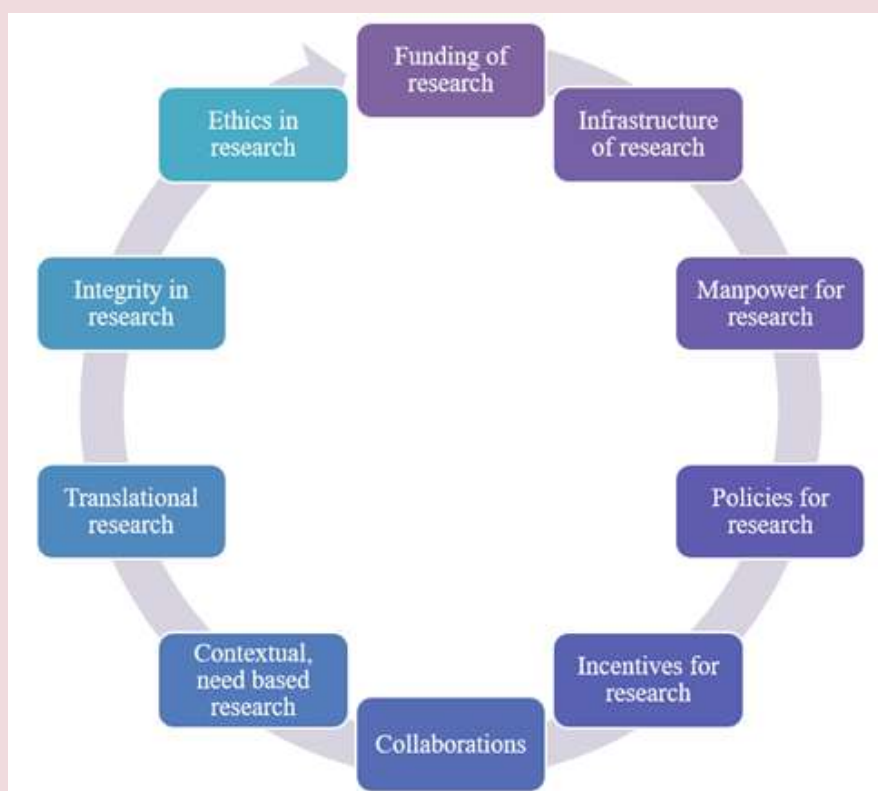 Funding of
research
Infrastructure
of research
Manpower for
research
Policies for
research
Incentives for
research
Collaborations
Contextual,
need based
research
Translational
research
Integrity in
research
Ethics in
research